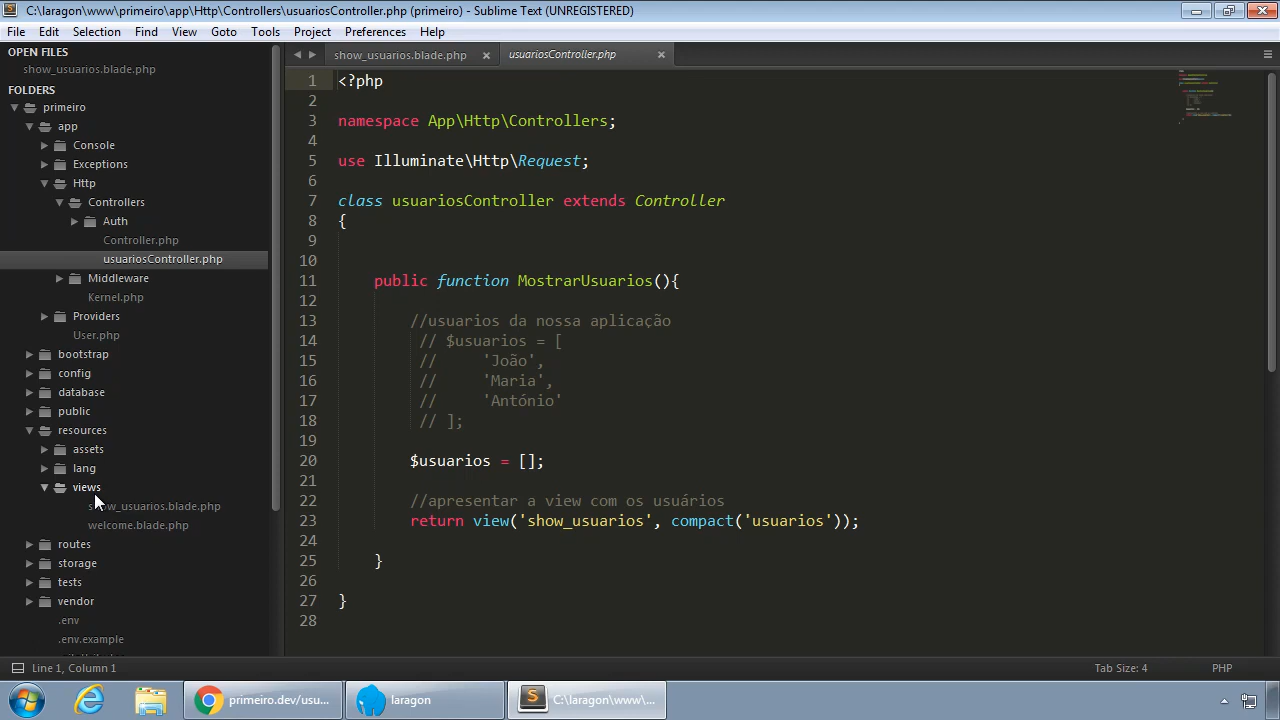 C:\laragon\www\primeiro\app\Http\Controllers\usuariosController.php (primeiro) - Sublime Text (UNREGISTERED)
File Edit Selection Find View Goto Tools Project Preferences Help
OPEN FILES
show_usuarios.blade.php
FOLDERS
primeiro
app
Console
Exceptions
Http
Controllers
Auth
Controller.php
usuariosController.php
Middleware
Kernel.php
Providers
User.php
bootstrap
config
database
public
resources
assets
lang
views
show_usuarios.blade.php
welcome.blade.php
routes
storage
tests
vendor
.env
.env.example
show_usuarios.blade.php
usuariosController.php
1 <?php
2
3 namespace App\Http\Controllers;
4
5 use Illuminate\Http\Request;
6
7 class usuariosController extends Controller
8 {
9
10
11 public function MostrarUsuarios(){
12
13 //usuarios da nossa aplicação
14 // $usuarios = [
15 // 'João',
16 // 'Maria',
17 // 'António'
18 // ];
19
20 $usuarios = [];
21
22 //apresentar a view com os usuários
23 return view('show_usuarios', compact('usuarios'));
24
25 }
26
27 }
28
Line 1, Column 1
Tab Size: 4
PHP
primeiro.dev/usu...
laragon
C:\laragon\www\...